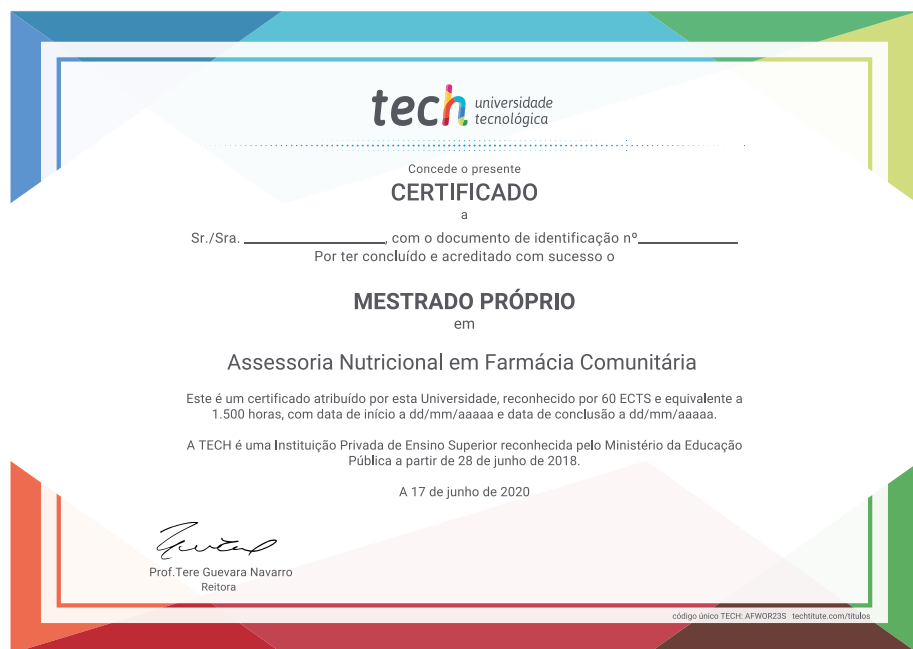 tech universidade
tecnológica
Concede o presente
CERTIFICADO
a
Sr./Sra. ____________________, com o documento de identificação nº______________
Por ter concluído e acreditado com sucesso o
MESTRADO PRÓPRIO
em
Assessoria Nutricional em Farmácia Comunitária
Este é um certificado atribuído por esta Universidade, reconhecido por 60 ECTS e equivalente a
1.500 horas, com data de início a dd/mm/aaaaa e data de conclusão a dd/mm/aaaaa.
A TECH é uma Instituição Privada de Ensino Superior reconhecida pelo Ministério da Educação
Pública a partir de 28 de junho de 2018.
A 17 de junho de 2020
Prof.Tere Guevara Navarro
Reitora
código único TECH: AFWOR23S techtitute.com/titulos